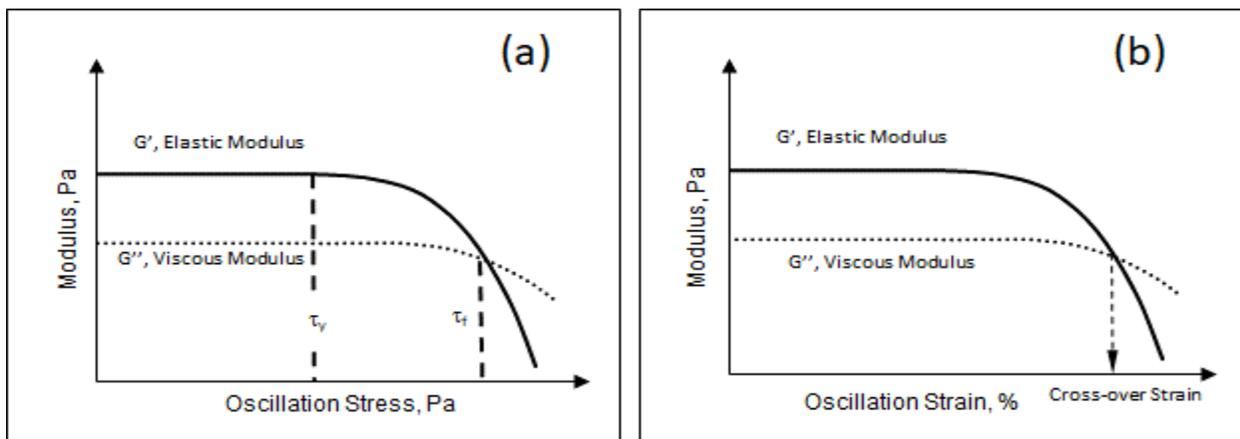 (a)
G', Elastic Modulus
G'', Viscous Modulus
τy
τf
Modulus, Pa
Oscillation Stress, Pa
(b)
G', Elastic Modulus
G'', Viscous Modulus
Modulus, Pa
Oscillation Strain, %
Cross-over Strain